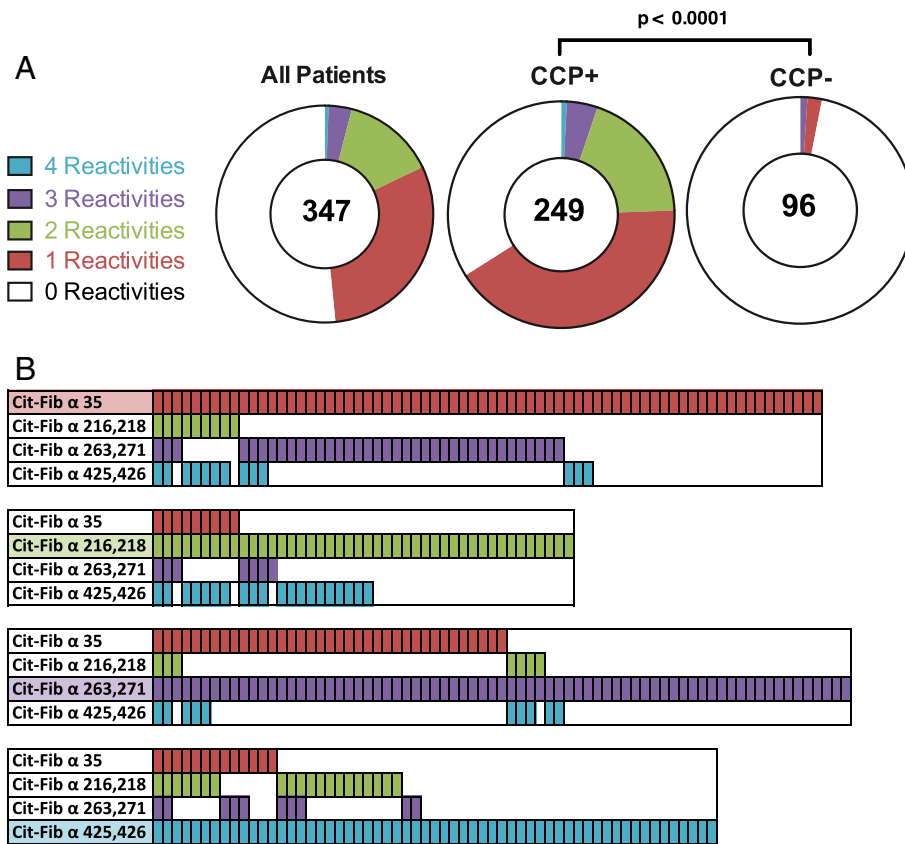 p < 0.0001
A
All Patients
CCP+
CCP-
4 Reactivities
3 Reactivities
2 Reactivities
1 Reactivities
0 Reactivities
347
249
96
B
Cit-Fib α 35
Cit-Fib α 216,218
Cit-Fib α 263,271
Cit-Fib α 425,426
Cit-Fib α 35
Cit-Fib α 216,218
Cit-Fib α 263,271
Cit-Fib α 425,426
Cit-Fib α 35
Cit-Fib α 216,218
Cit-Fib α 263,271
Cit-Fib α 425,426
Cit-Fib α 35
Cit-Fib α 216,218
Cit-Fib α 263,271
Cit-Fib α 425,426